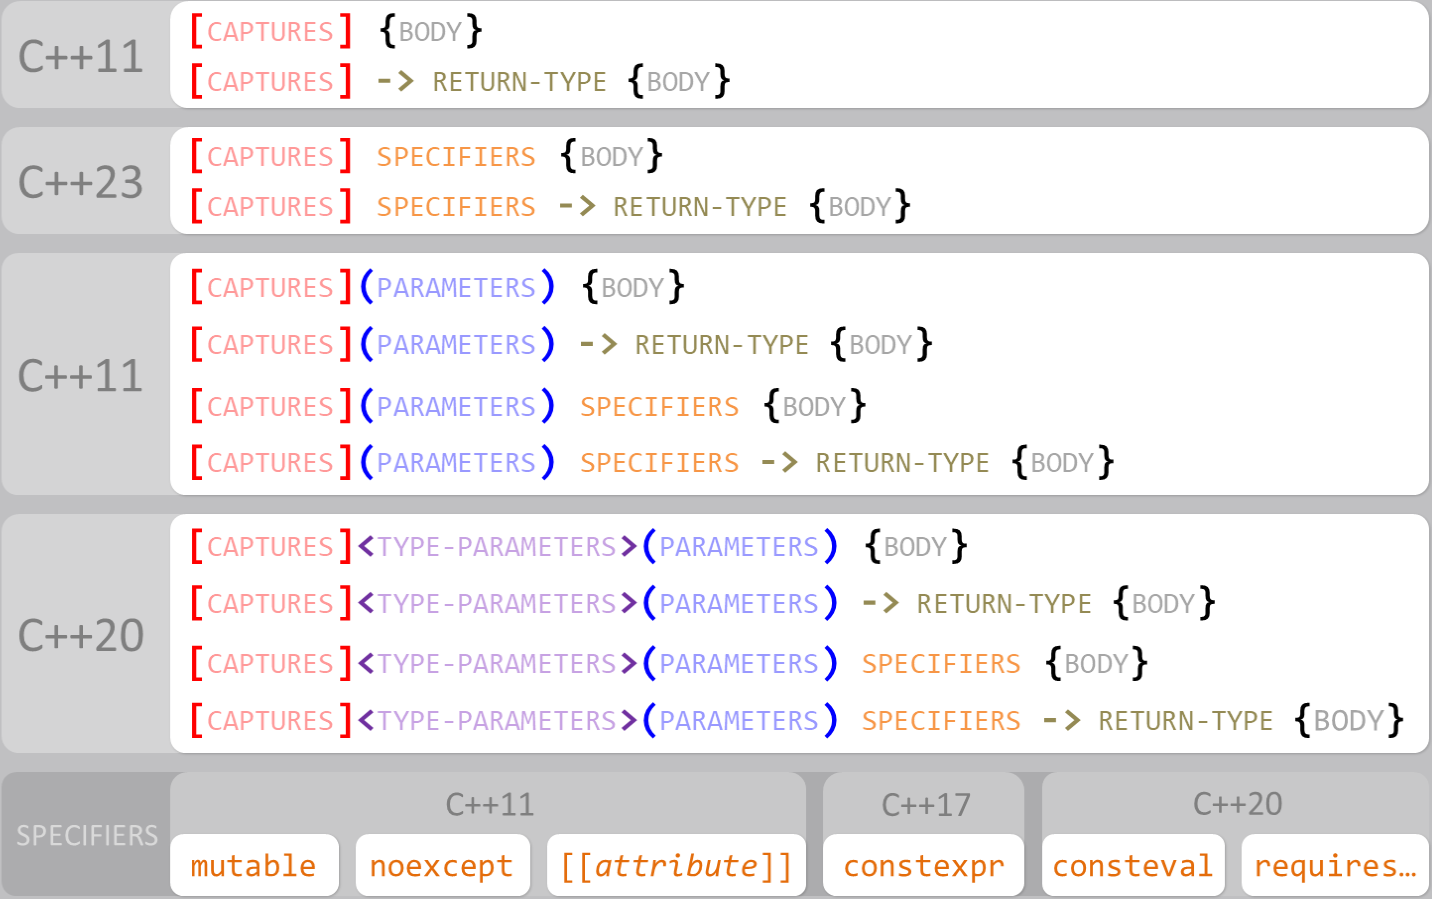 C++11
[CAPTURES] {BODY}
[CAPTURES] -> RETURN-TYPE {BODY}
C++23
[CAPTURES] SPECIFIERS {BODY}
[CAPTURES] SPECIFIERS -> RETURN-TYPE {BODY}
C++11
[CAPTURES](PARAMETERS) {BODY}
[CAPTURES](PARAMETERS) -> RETURN-TYPE {BODY}
[CAPTURES](PARAMETERS) SPECIFIERS {BODY}
[CAPTURES](PARAMETERS) SPECIFIERS -> RETURN-TYPE {BODY}
C++20
[CAPTURES]<TYPE-PARAMETERS>(PARAMETERS) {BODY}
[CAPTURES]<TYPE-PARAMETERS>(PARAMETERS) -> RETURN-TYPE {BODY}
[CAPTURES]<TYPE-PARAMETERS>(PARAMETERS) SPECIFIERS {BODY}
[CAPTURES]<TYPE-PARAMETERS>(PARAMETERS) SPECIFIERS -> RETURN-TYPE {BODY}
SPECIFIERS
C++11
mutable noexcept [[attribute]]
C++17
constexpr
C++20
consteval requires…